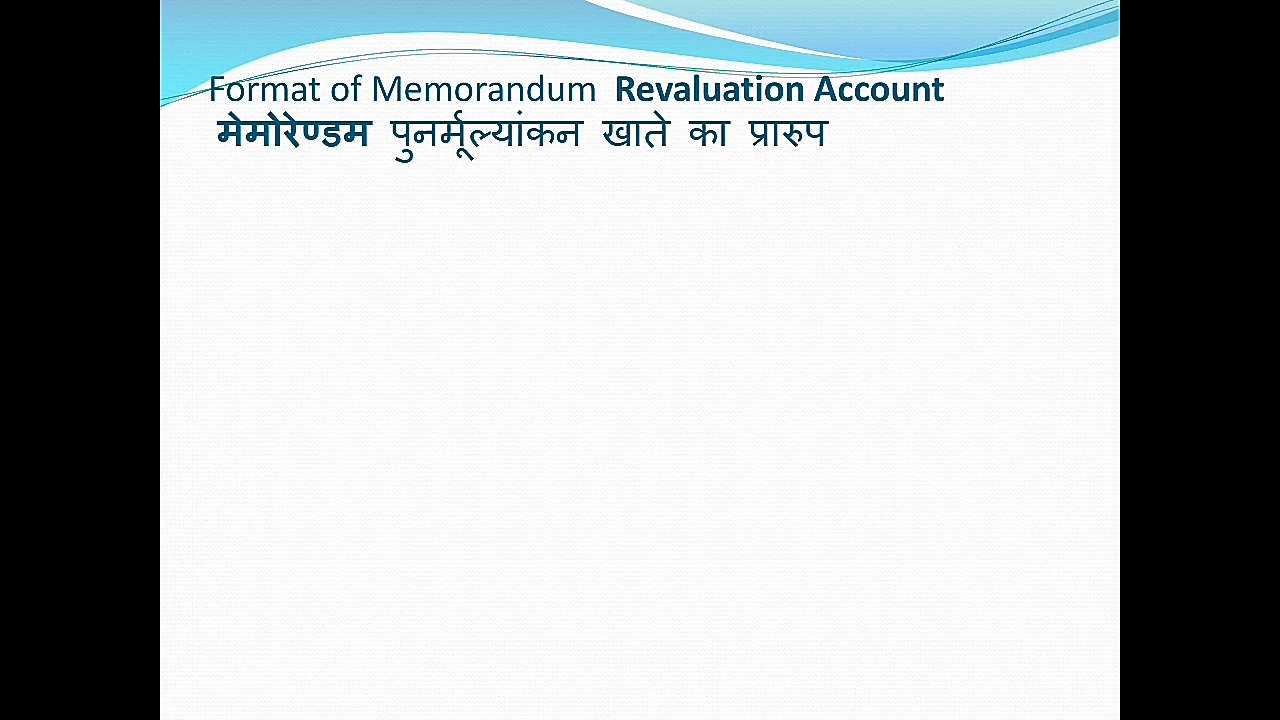 Format of Memorandum Revaluation Account
मेमोरेण्डम पुनर्मूल्यांकन खाते का प्रारुप